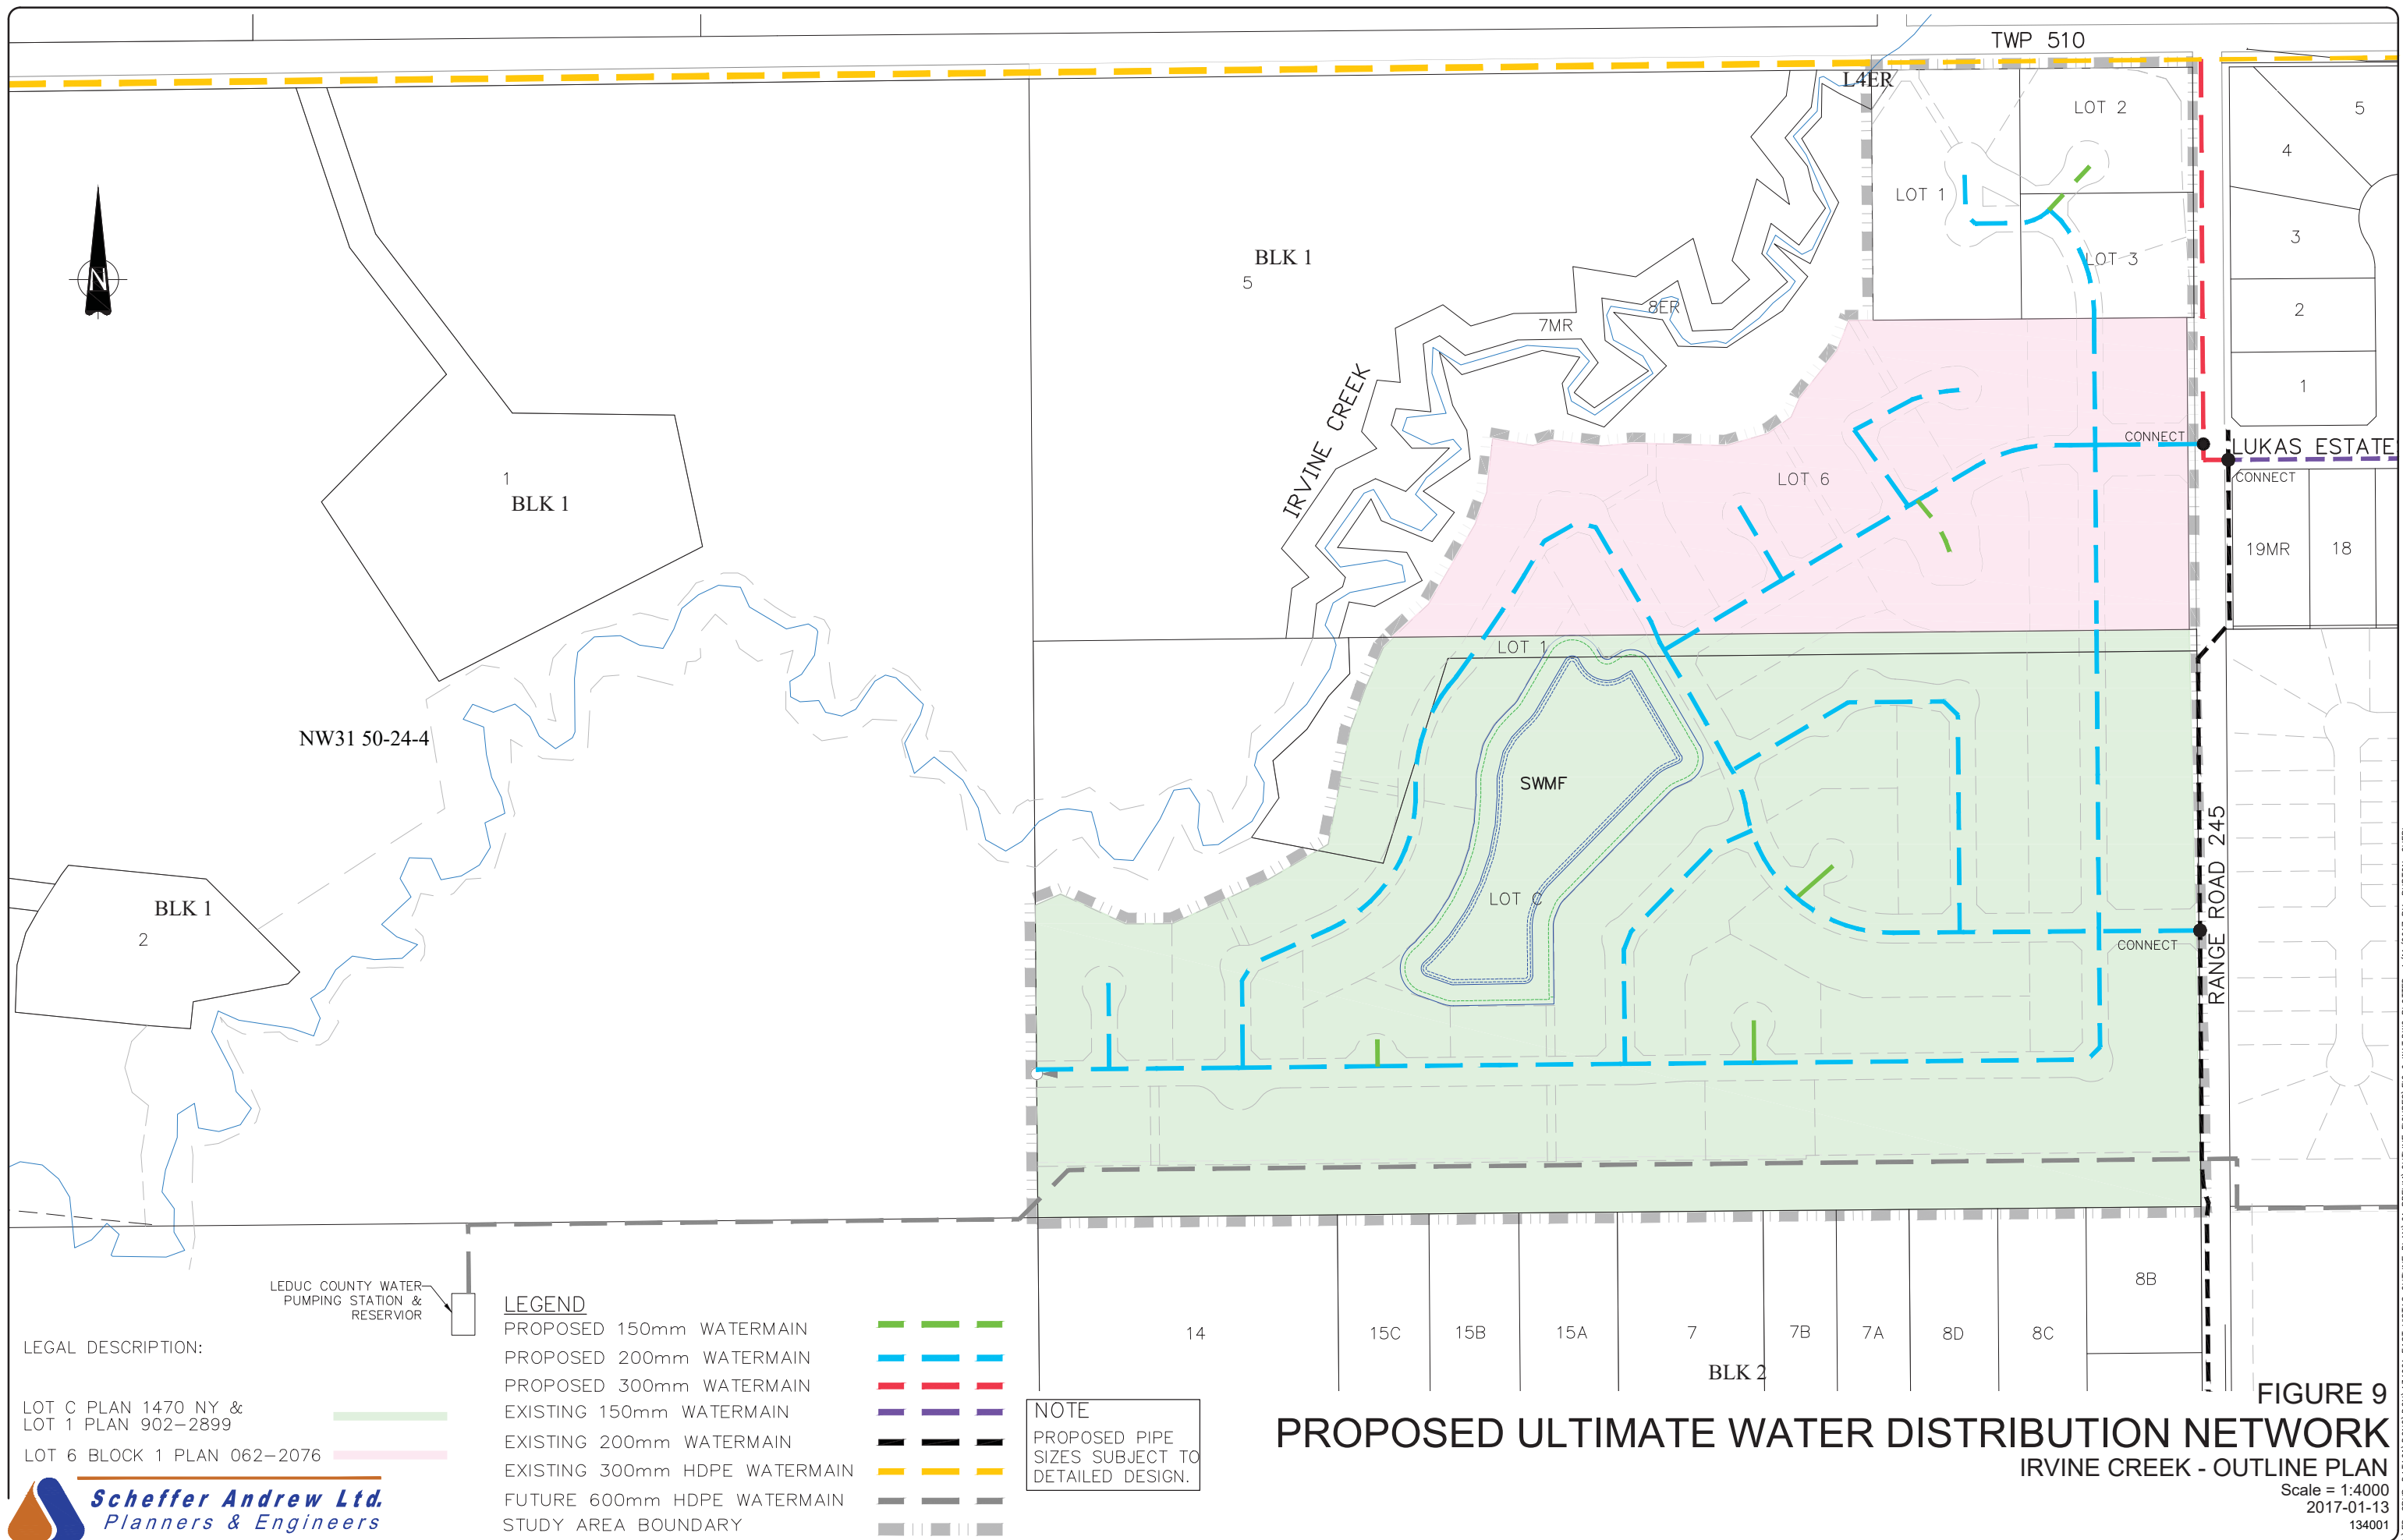 TWP 510
L4ER
LOT 2
5
4
LOT 1
3
LOT 3
BLK 1
5
8ER
7MR
2
1
IRVINE CREEK
N
CONNECT
LUKAS ESTATE
CONNECT
LOT 6
1
BLK 1
19MR
18
LOT 1
NW31 50-24-4
SWMF
RANGE ROAD 245
LOT C
BLK 1
2
CONNECT
LEDUC COUNTY WATER
PUMPING STATION &
RESERVIOR
14
15C
15B
15A
7
7B
7A
8D
8C
8B
BLK 2
LEGAL DESCRIPTION:
LOT C PLAN 1470 NY &
LOT 1 PLAN 902-2899
LOT 6 BLOCK 1 PLAN 062-2076
Scheffer Andrew Ltd.
Planners & Engineers
LEGEND
PROPOSED 150mm WATERMAIN
PROPOSED 200mm WATERMAIN
PROPOSED 300mm WATERMAIN
EXISTING 150mm WATERMAIN
EXISTING 200mm WATERMAIN
EXISTING 300mm HDPE WATERMAIN
FUTURE 600mm HDPE WATERMAIN
STUDY AREA BOUNDARY
NOTE
PROPOSED PIPE
SIZES SUBJECT TO
DETAILED DESIGN.
FIGURE 9
PROPOSED ULTIMATE WATER DISTRIBUTION NETWORK
IRVINE CREEK - OUTLINE PLAN
Scale = 1:4000
2017-01-13
134001